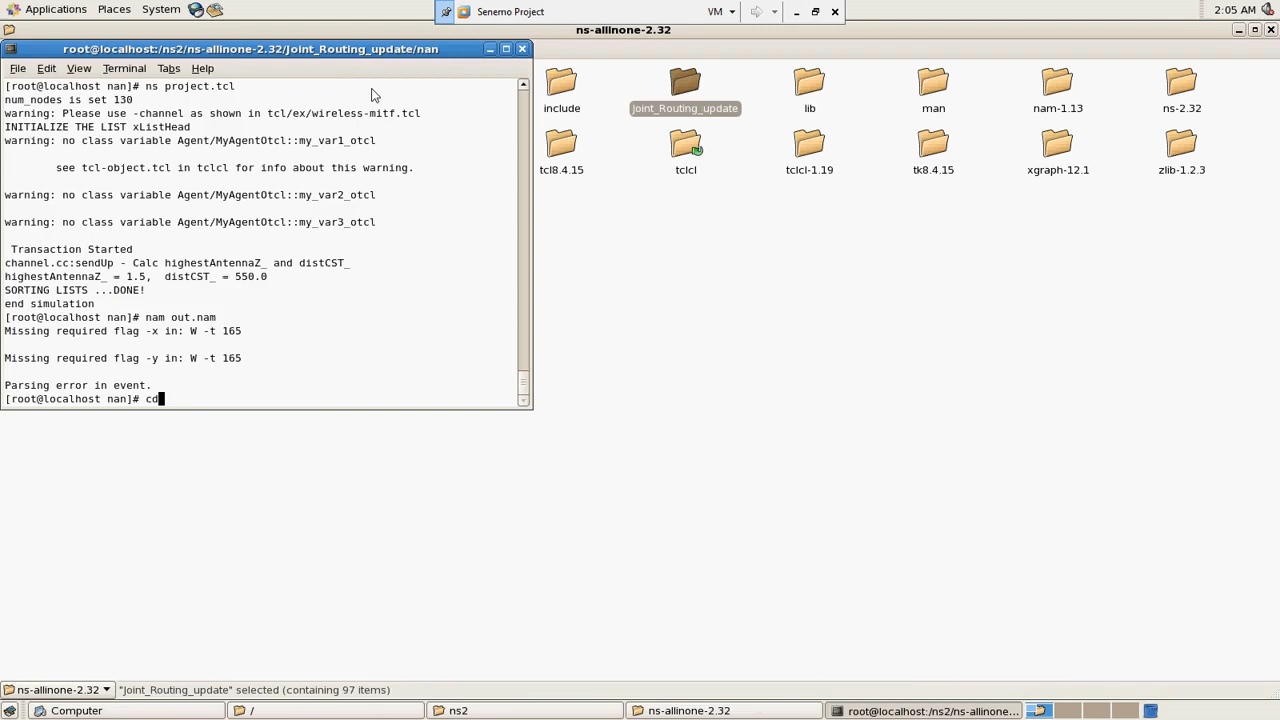 Applications Places System
Senemo Project
VM
2:05 AM
ns-allinone-2.32
root@localhost:/ns2/ns-allinone-2.32/Joint_Routing_update/nan
File Edit View Terminal Tabs Help
[root@localhost nan]# ns project.tcl
num_nodes is set 130
warning: Please use -channel as shown in tcl/ex/wireless-mitf.tcl
INITIALIZE THE LIST xListHead
warning: no class variable Agent/MyAgentOtcl::my_var1_otcl
see tcl-object.tcl in tclcl for info about this warning.
warning: no class variable Agent/MyAgentOtcl::my_var2_otcl
warning: no class variable Agent/MyAgentOtcl::my_var3_otcl
Transaction Started
channel.cc:sendUp - Calc highestAntennaZ_ and distCST_
highestAntennaZ_ = 1.5, distCST_ = 550.0
SORTING LISTS ...DONE!
end simulation
[root@localhost nan]# nam out.nam
Missing required flag -x in: W -t 165
Missing required flag -y in: W -t 165
Parsing error in event.
[root@localhost nan]# cd
include Joint_Routing_update lib man nam-1.13 ns-2.32
tcl8.4.15 tclcl tclcl-1.19 tk8.4.15 xgraph-12.1 zlib-1.2.3
ns-allinone-2.32 "Joint_Routing_update" selected (containing 97 items)
Computer / ns2 ns-allinone-2.32 root@localhost:/ns2/ns-allinone...